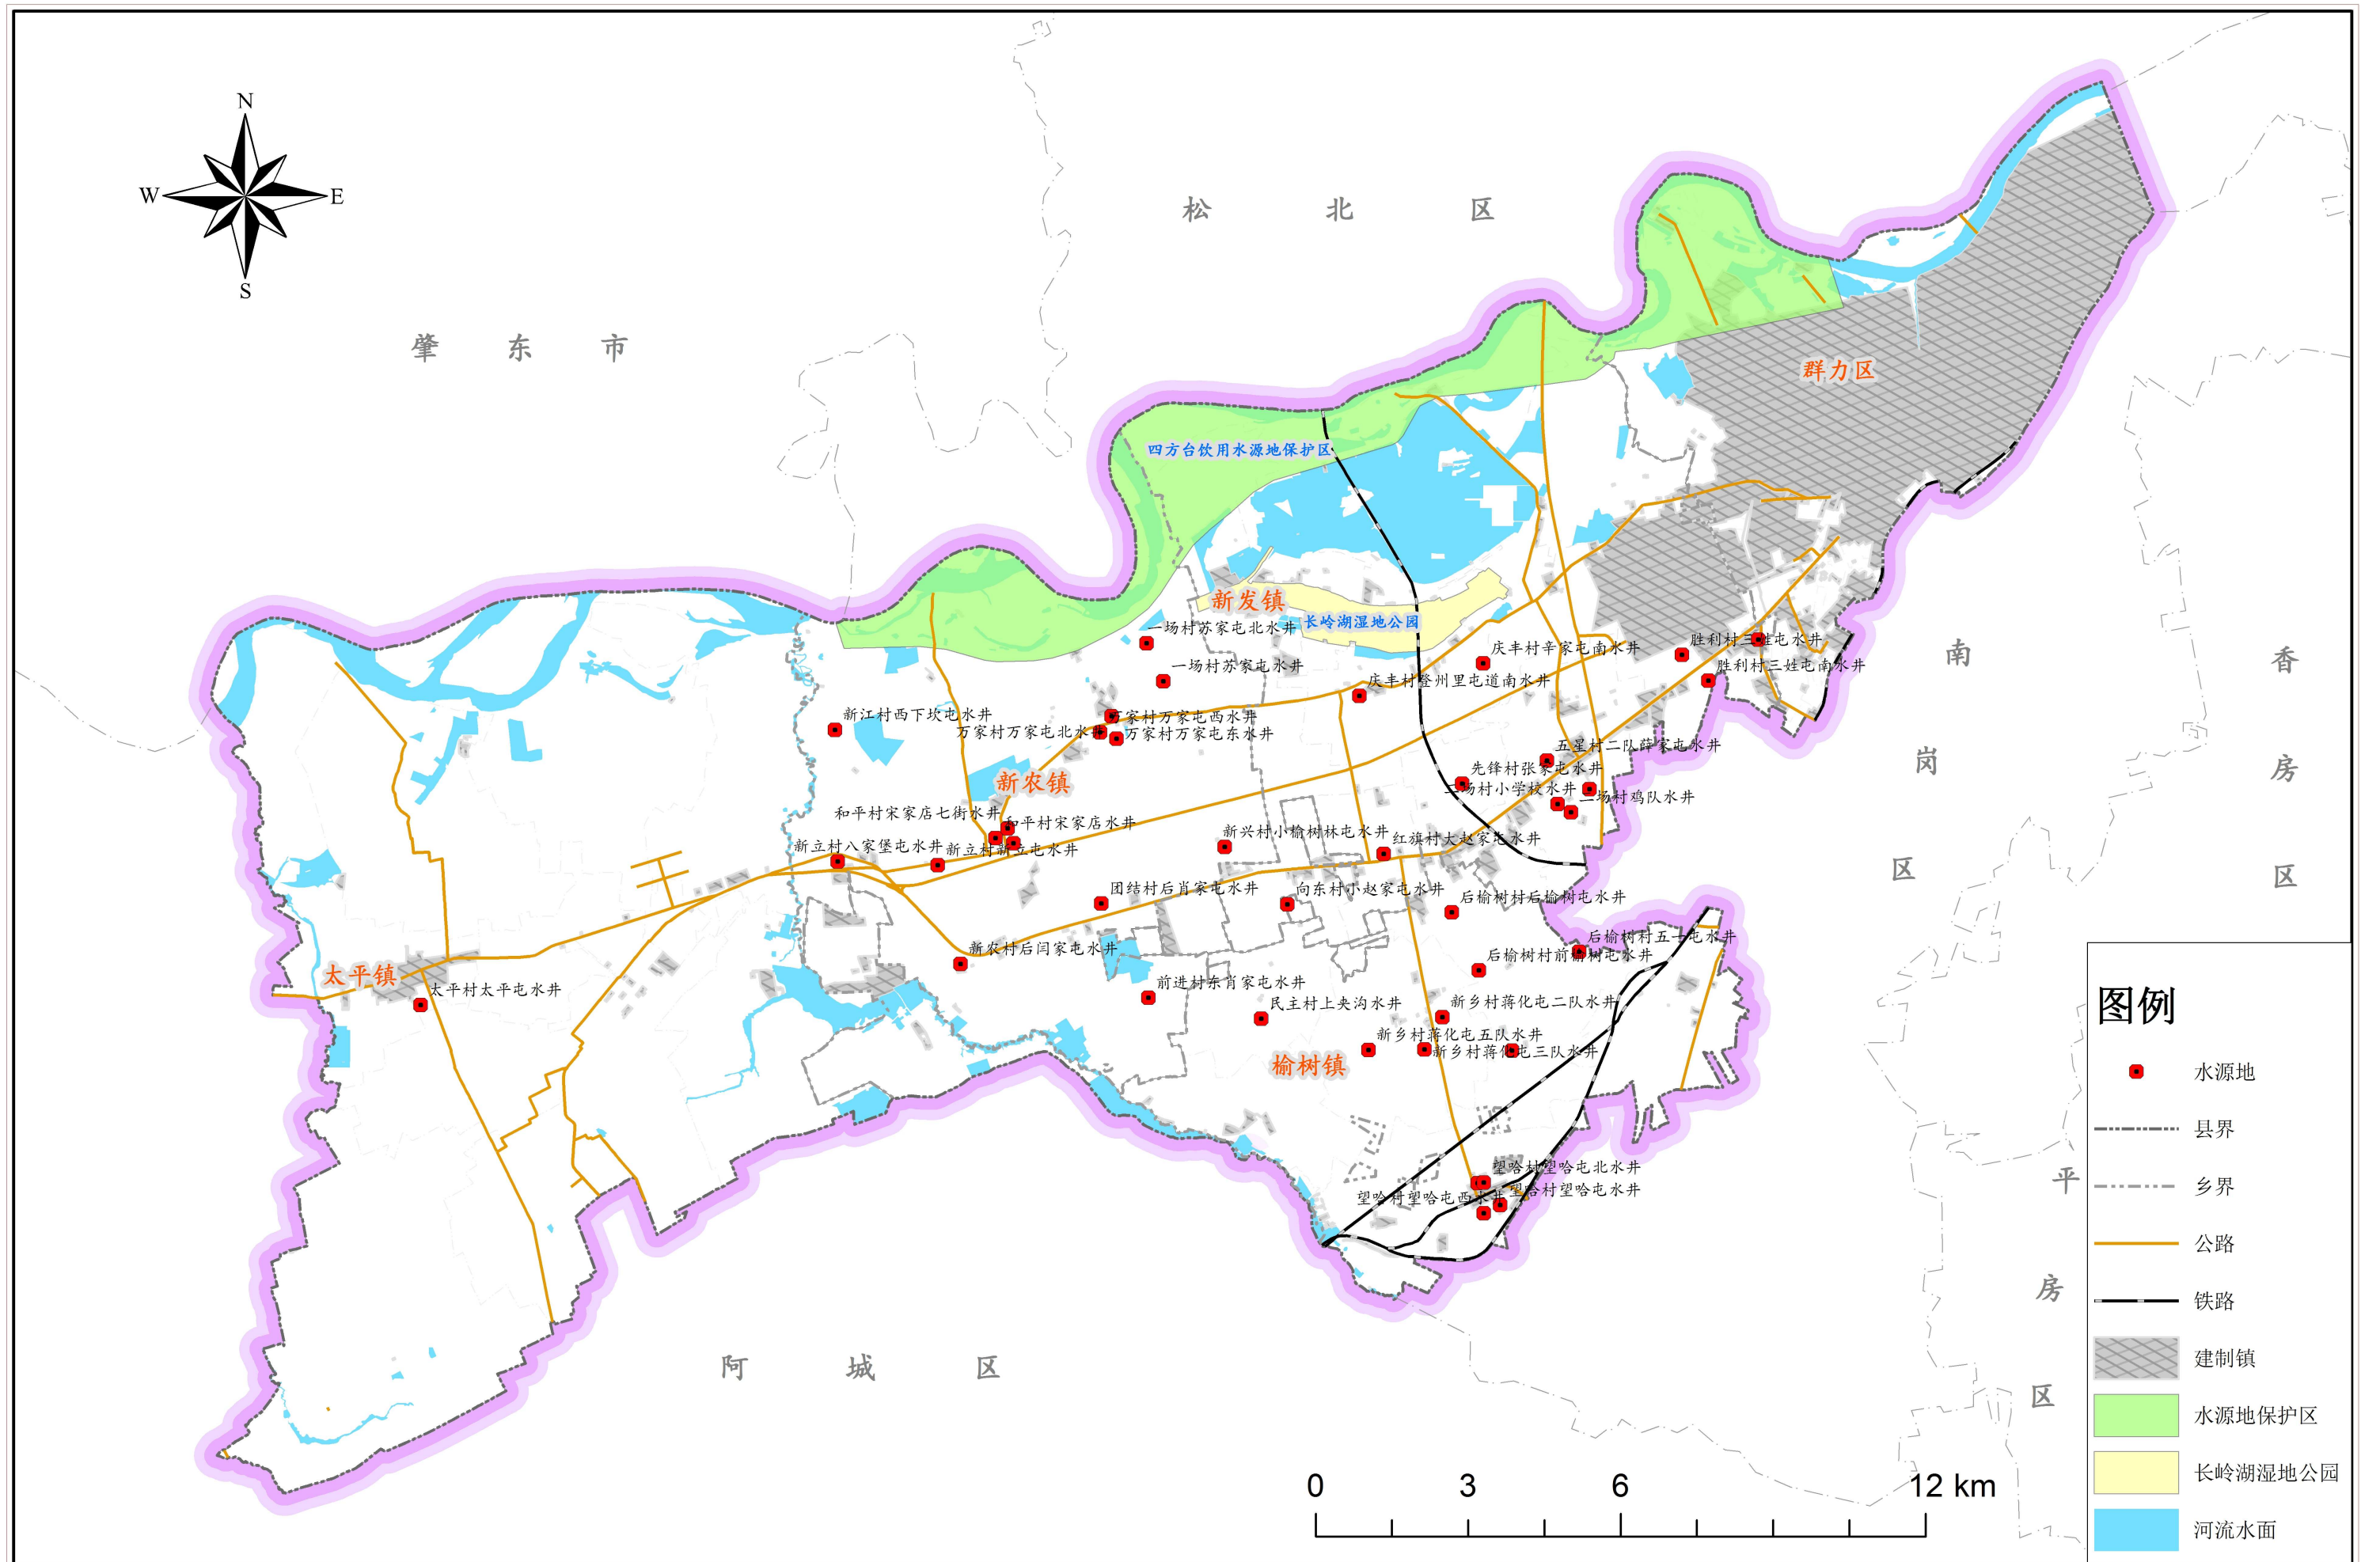 N
W
E
S
松北区
肇东市
群力区
四方台饮用水源地保护区
新发镇
长岭湖湿地公园
一场村苏家屯北水井
庆丰村辛家屯南水井
胜利村三姓屯水井
南岗区
香房区
一场村苏家屯水井
胜利村三姓屯南水井
庆丰村登州里屯道南水井
新江村西下坎屯水井
万家村万家屯西水井
万家村万家屯北水井
万家村万家屯东水井
五星村二队薛家屯水井
先锋村张家屯水井
新农镇
二场村小学校水井
二场村鸡队水井
和平村宋家店七街水井
和平村宋家店水井
新兴村小榆树林屯水井
红旗村大赵家屯水井
新立村八家堡屯水井
新立村新立屯水井
团结村后肖家屯水井
向东村小赵家屯水井
后榆树村后榆树屯水井
后榆树村五一屯水井
新农村后闫家屯水井
后榆树村前榆树屯水井
太平镇
太平村太平屯水井
前进村东肖家屯水井
民主村上夹沟水井
新乡村蒋化屯二队水井
新乡村蒋化屯五队水井
新乡村蒋化屯三队水井
榆树镇
望哈村望哈屯北水井
望哈村望哈屯西水井
望哈村望哈屯水井
平房区
阿城区
0 3 6 12 km
图例
水源地
县界
乡界
公路
铁路
建制镇
水源地保护区
长岭湖湿地公园
河流水面